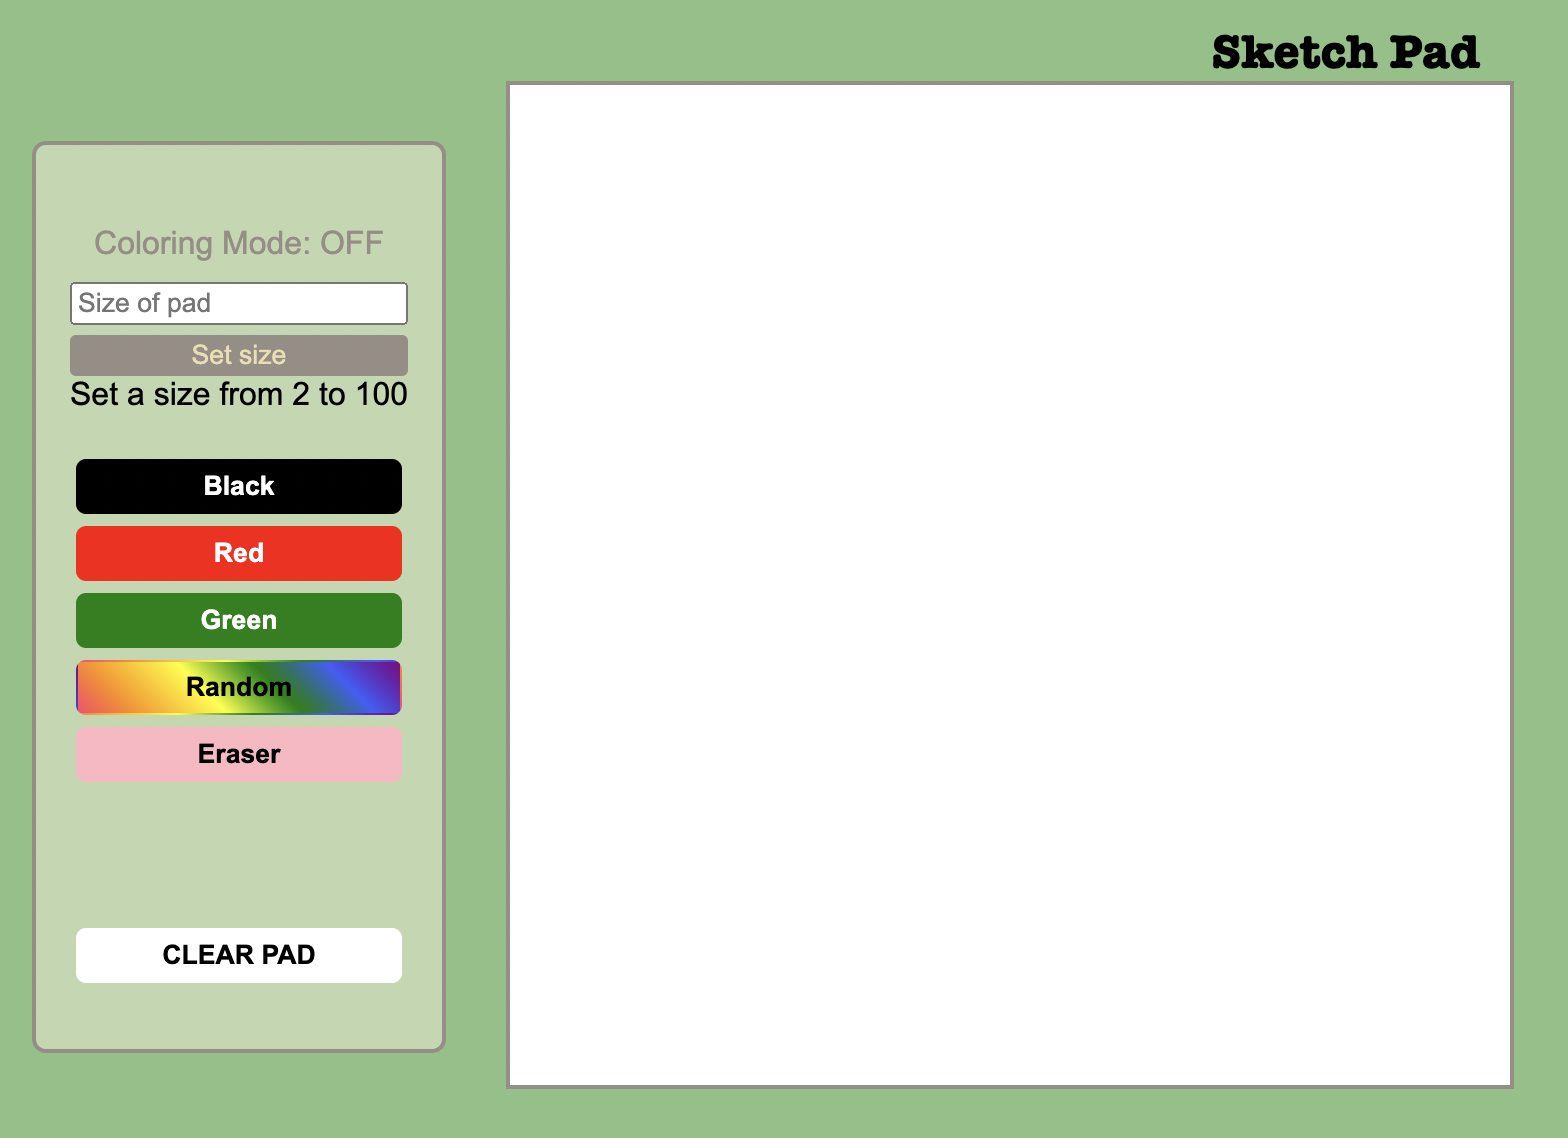 Sketch Pad
Coloring Mode: OFF
Size of pad
Set size
Set a size from 2 to 100
Black
Red
Green
Random
Eraser
CLEAR PAD